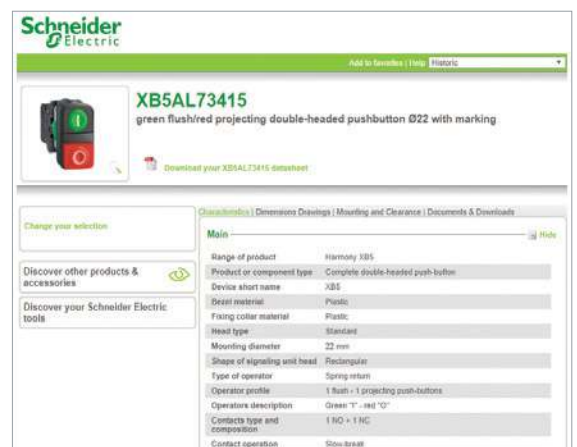 Schneider
Electric
Add to favorites | Help Historic
XB5AL73415
green flush/red projecting double-headed pushbutton Ø22 with marking
Download your XB5AL73415 datasheet
Characteristics | Dimensions Drawings | Mounting and Clearance | Documents & Downloads
Change your selection
Discover other products &
accessories
Discover your Schneider Electric
tools
Main Hide
Range of product Harmony XB5
Product or component type Complete double-headed push-button
Device short name XB5
Bezel material Plastic
Fixing collar material Plastic
Head type Standard
Mounting diameter 22 mm
Shape of signaling unit head Rectangular
Type of operator Spring return
Operator profile 1 flush - 1 projecting push-buttons
Operators description Green "I" - red "O"
Contacts type and
composition 1 NO + 1 NC
Contact operation Slow-break